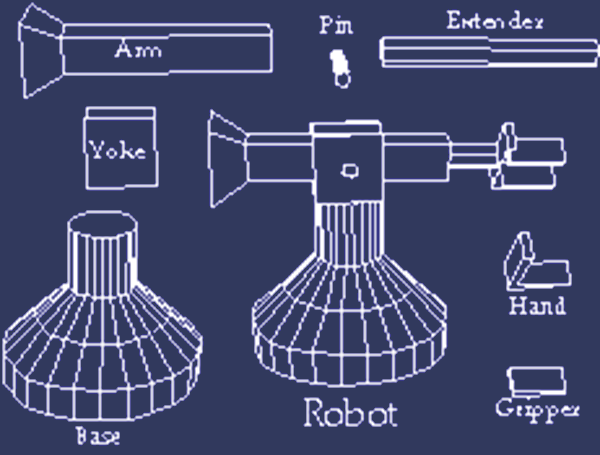 Pin
Extender
Arm
Yoke
Hand
Robot
Gripper
Base